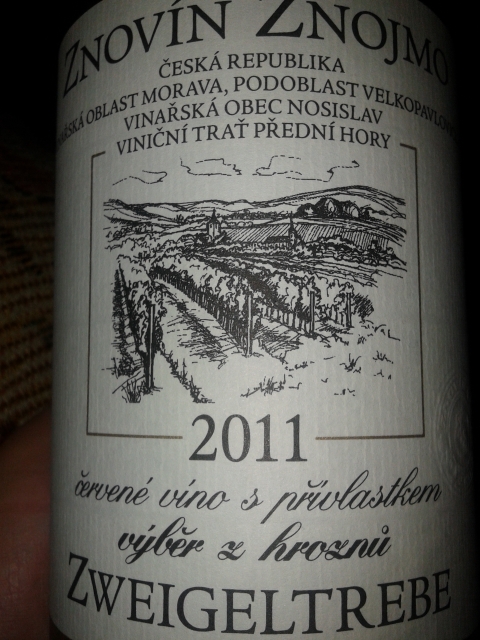 ZNOVÍN ZNOJMO
ČESKÁ REPUBLIKA
OBLAST MORAVA, PODOBLAST
VINAŘSKÁ OBEC NOSISLAV
VINIČNÍ TRAŤ PŘEDNÍ HORY
2011
červené víno s přívlastkem
výběr z hroznů
ZWEIGELTREBE